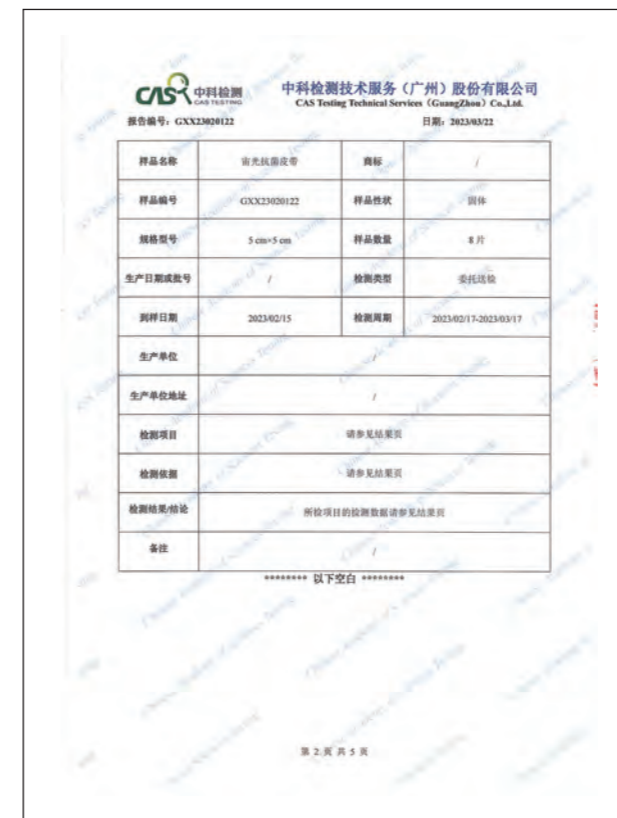 CAS 中科检测 中科检测技术服务（广州）股份有限公司
CAS TESTING CAS Testing Technical Services（GuangZhou）Co.,Ltd.
报告编号：GXX23020122 日期：2023/03/22
样品名称 宙光抗菌皮带 商标 /
样品编号 GXX23020122 样品性状 固体
规格型号 5 cm×5 cm 样品数量 8 片
生产日期或批号 / 检测类型 委托送检
到样日期 2023/02/15 检测周期 2023/02/17-2023/03/17
生产单位 /
生产单位地址 /
检测项目 请参见结果页
检测依据 请参见结果页
检测结果/结论 所检项目的检测数据请参见结果页
备注 /
******** 以下空白 ********
第 2 页 共 5 页